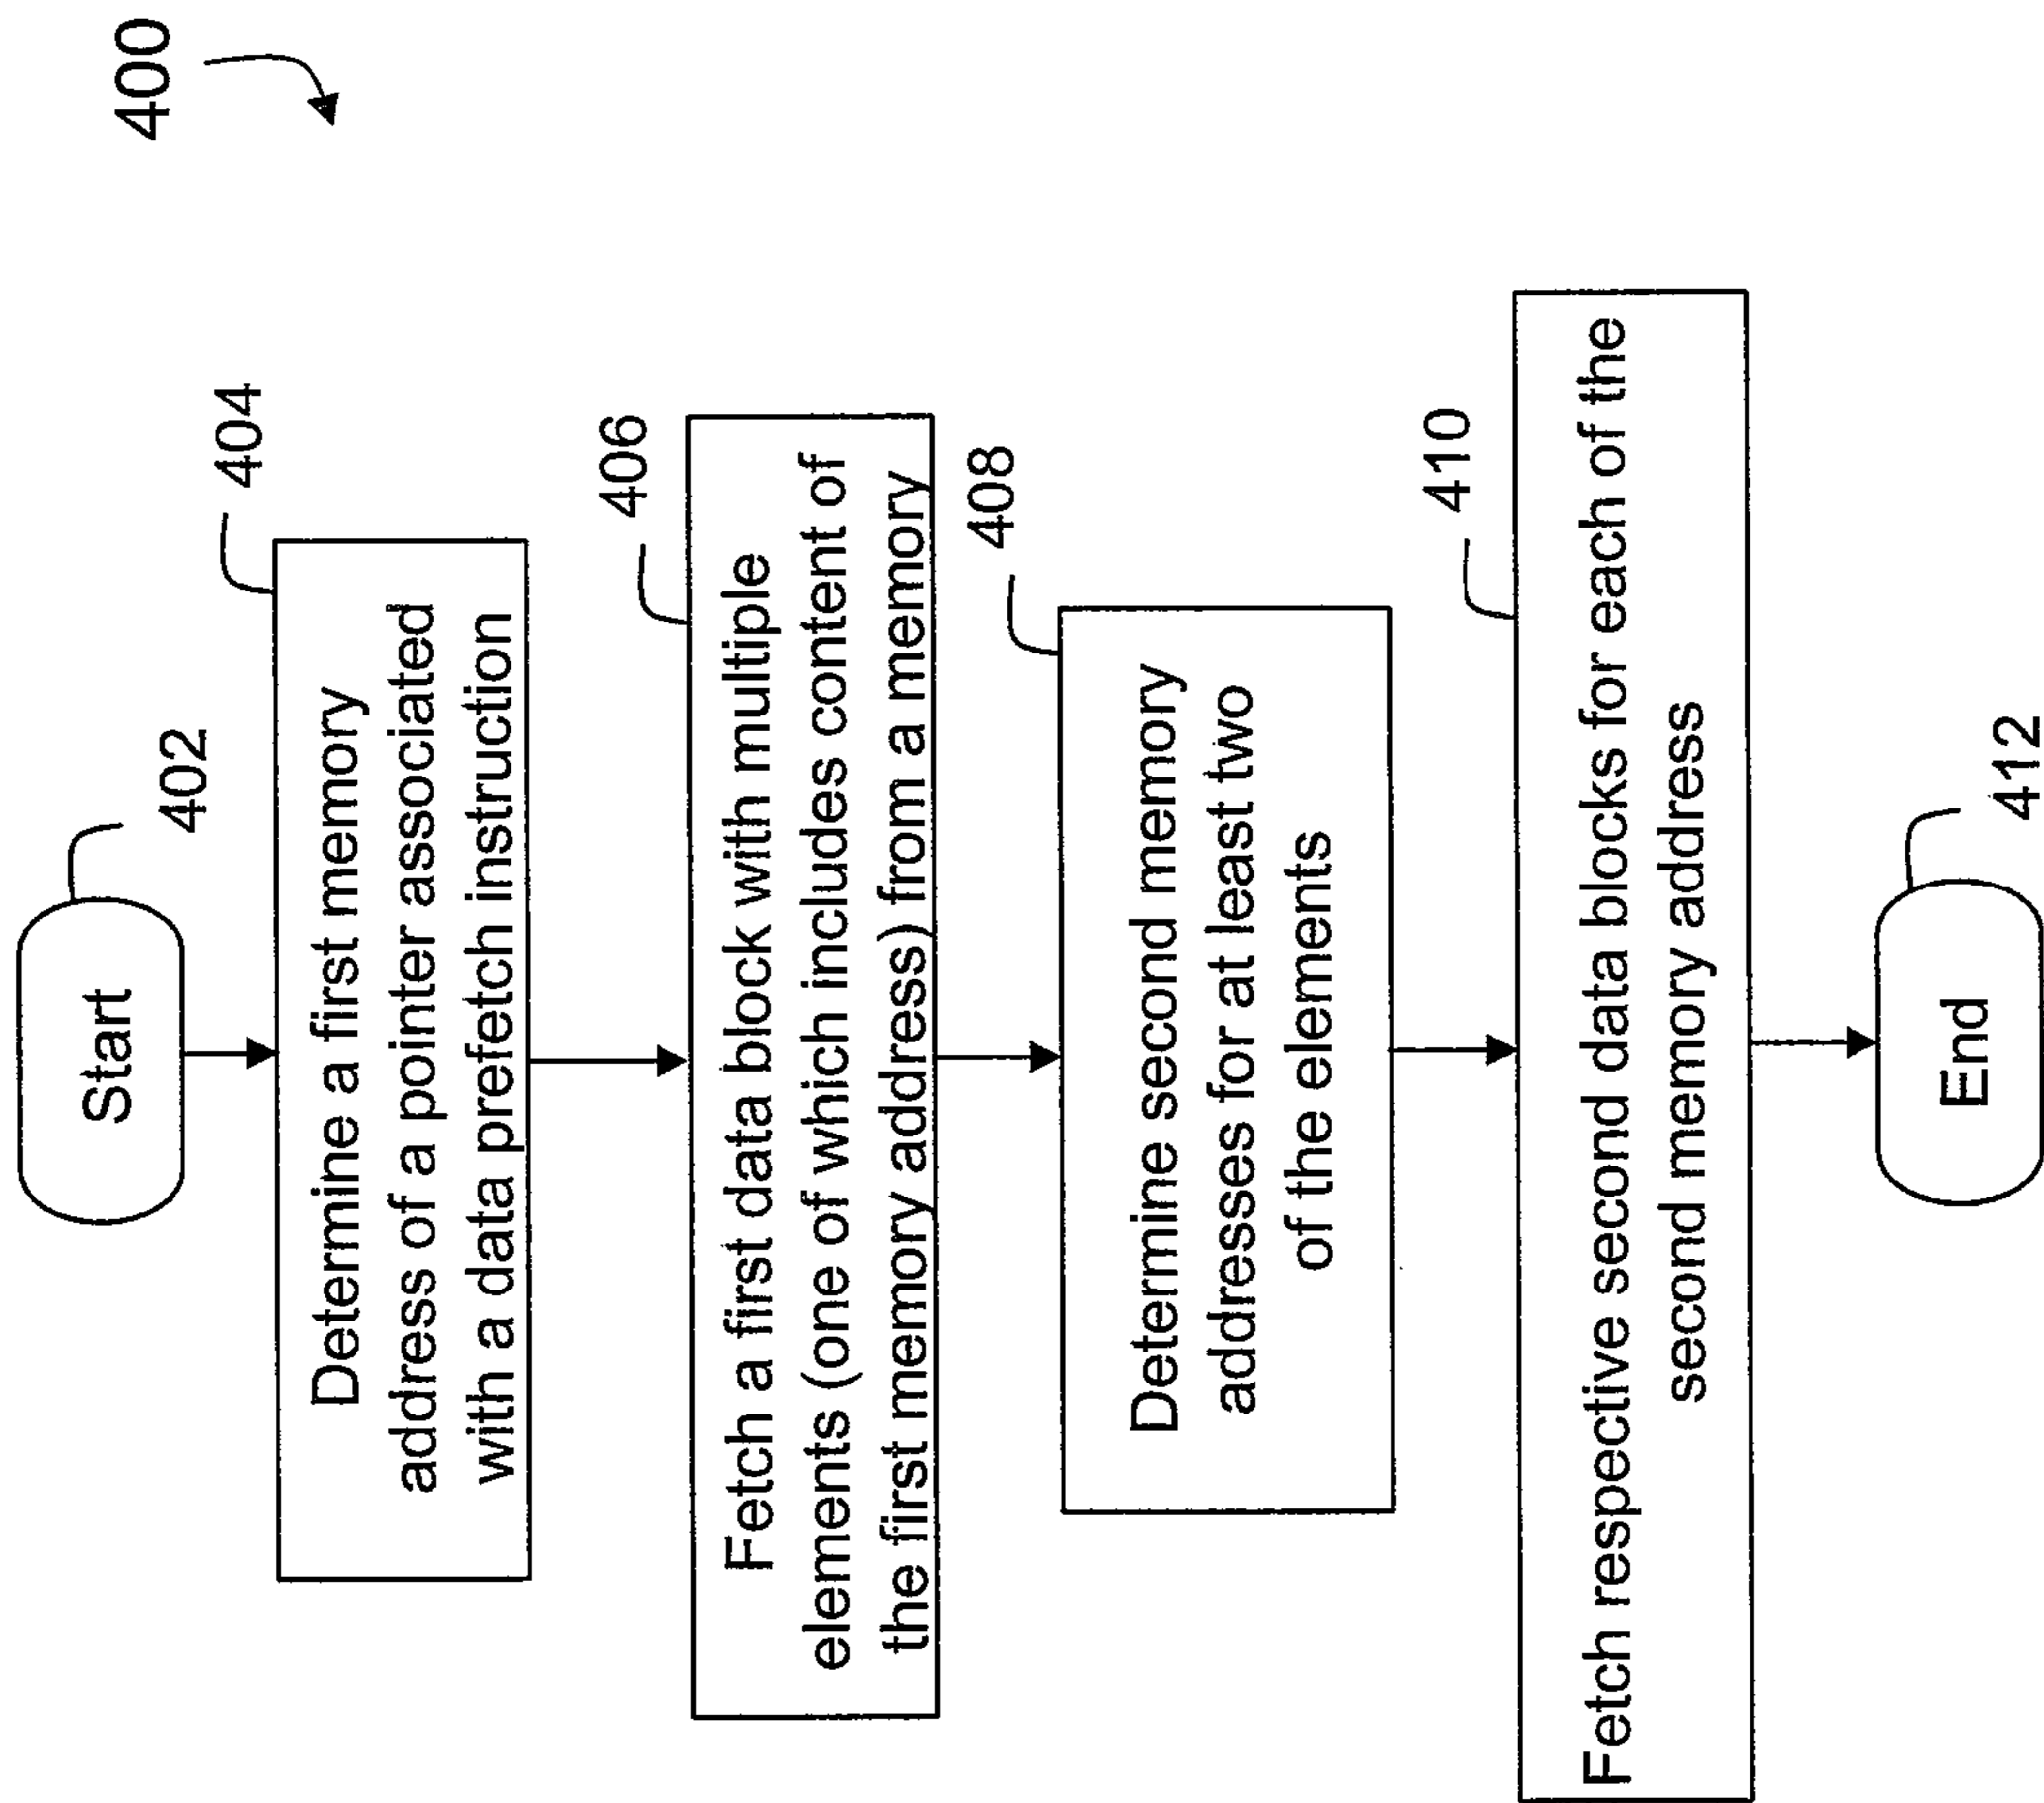 400
Start
402
404
Determine a first memory
address of a pointer associated
with a data prefetch instruction
406
Fetch a first data block with multiple
elements (one of which includes content of
the first memory address) from a memory
408
Determine second memory
addresses for at least two
of the elements
410
Fetch respective second data blocks for each of the
second memory address
End
412